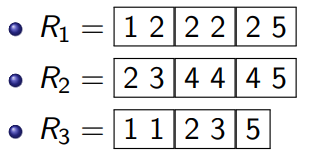 • R₁ = 1 2 | 2 2 | 2 5
• R₂ = 2 3 | 4 4 | 4 5
• R₃ = 1 1 | 2 3 | 5